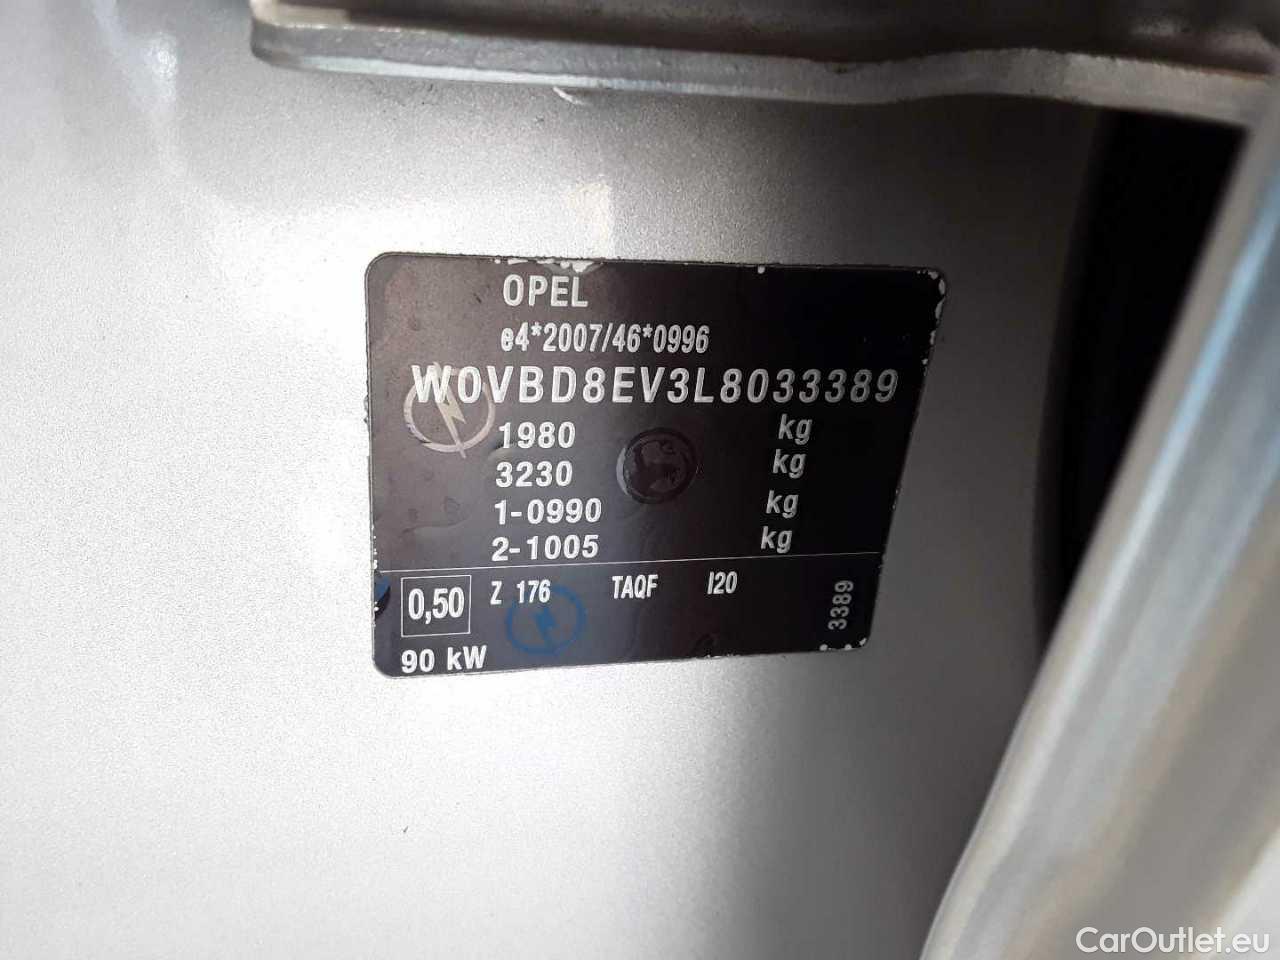 OPEL
e4*2007/46*0996
W0VBD8EV3L8033389
1980 kg
3230 kg
1-0990 kg
2-1005 kg
0,50 Z 176 TAQF I20
3389
90 kW
CarOutlet.eu